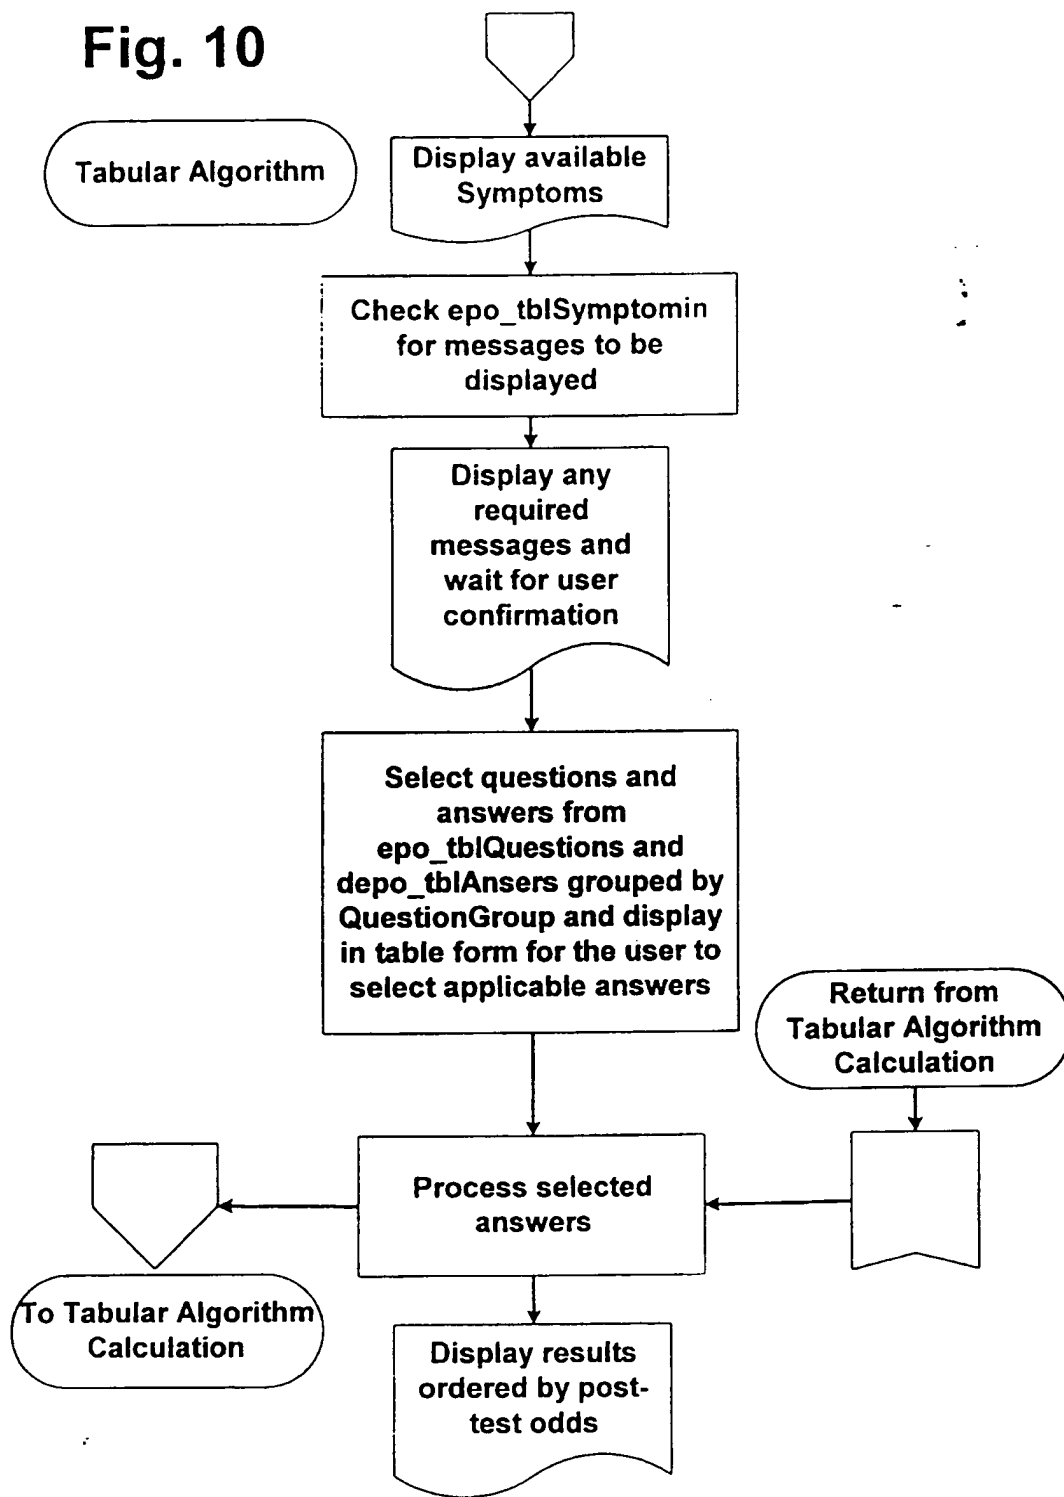 Fig. 10
Tabular Algorithm
Display available
Symptoms
Check epo_tblSymptomin
for messages to be
displayed
Display any
required
messages and
wait for user
confirmation
Select questions and
answers from
epo_tblQuestions and
depo_tblAnsers grouped by
QuestionGroup and display
in table form for the user to
select applicable answers
Return from
Tabular Algorithm
Calculation
Process selected
answers
To Tabular Algorithm
Calculation
Display results
ordered by post-
test odds